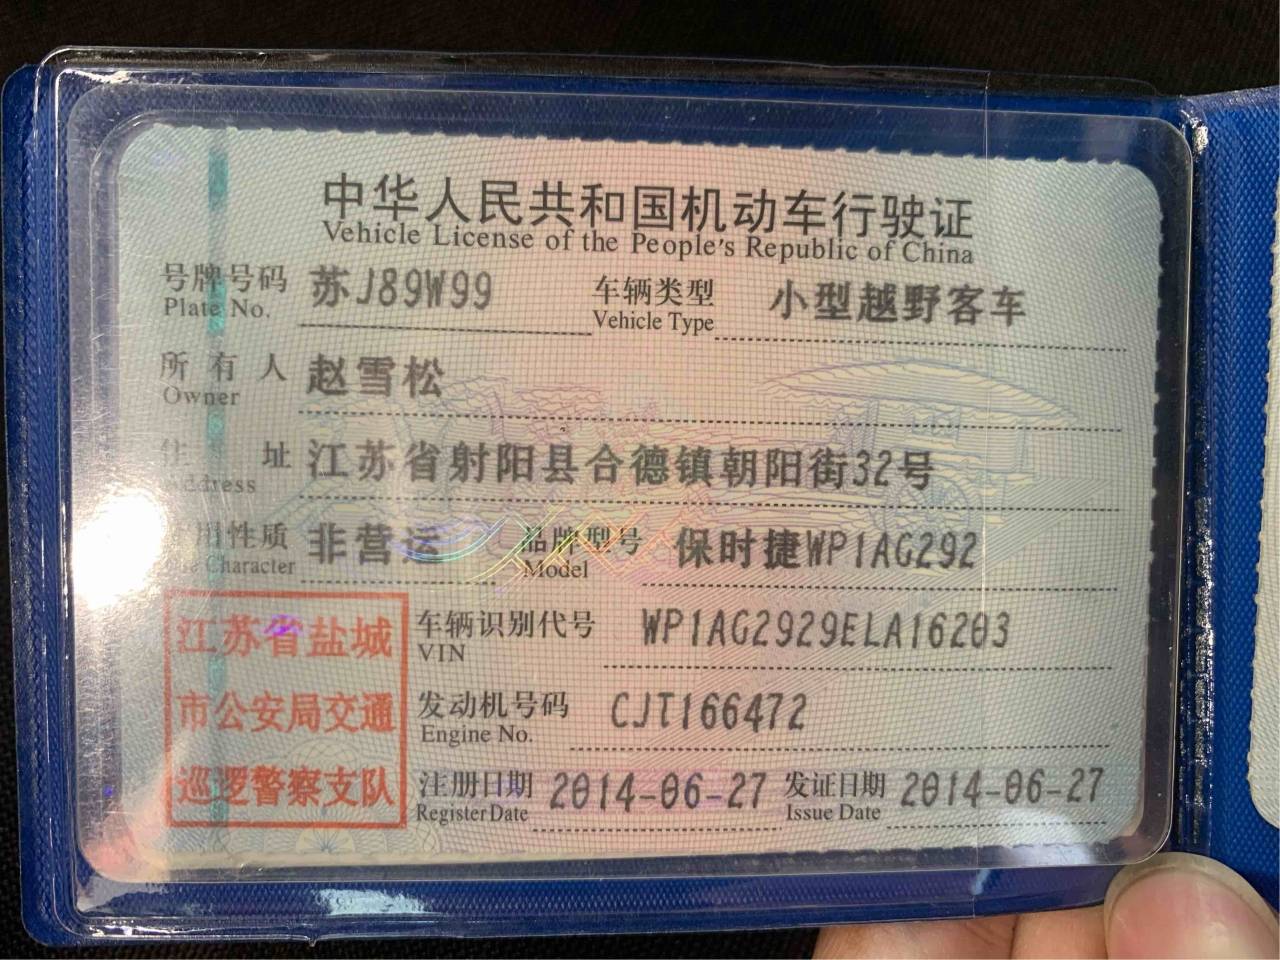 中华人民共和国机动车行驶证
Vehicle License of the People's Republic of China
号牌号码 苏J89W99 车辆类型 小型越野客车
Plate No. Vehicle Type
所有人 赵雪松
Owner
住址 江苏省射阳县合德镇朝阳街32号
Address
用性质 非营运 品牌型号 保时捷WP1AG292
Character Model
江苏省盐城
市公安局交通
巡逻警察支队
车辆识别代号 WP1AG2929ELA16203
VIN
发动机号码 CJT166472
Engine No.
注册日期 2014-06-27 发证日期 2014-06-27
Register Date Issue Date